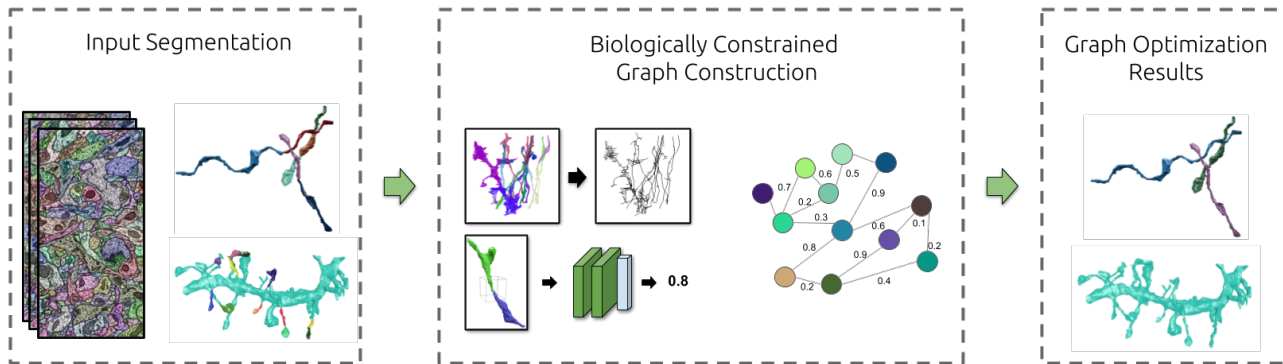 Input Segmentation
Biologically Constrained
Graph Construction
Graph Optimization
Results
0.8
0.7
0.6
0.5
0.2
0.9
0.3
0.6
0.1
0.8
0.9
0.2
0.2
0.4